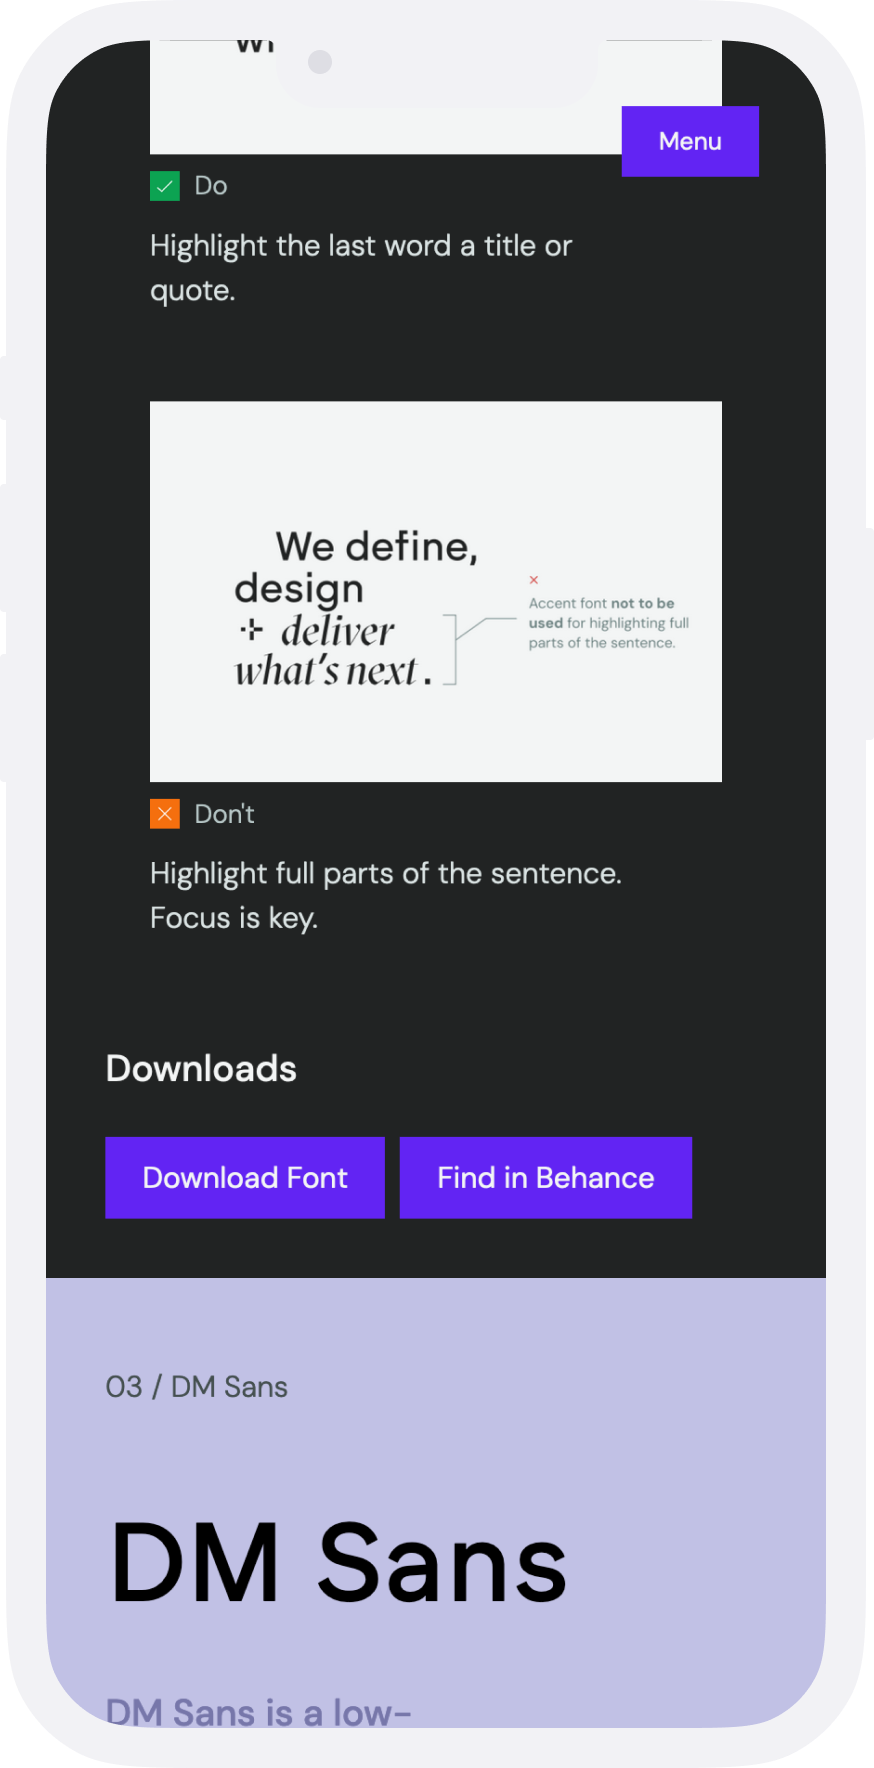 Menu
Do
Highlight the last word a title or
quote.
We define,
design
+ deliver
what's next.
×
Accent font not to be
used for highlighting full
parts of the sentence.
Don't
Highlight full parts of the sentence.
Focus is key.
Downloads
Download Font
Find in Behance
03 / DM Sans
DM Sans
DM Sans is a low-